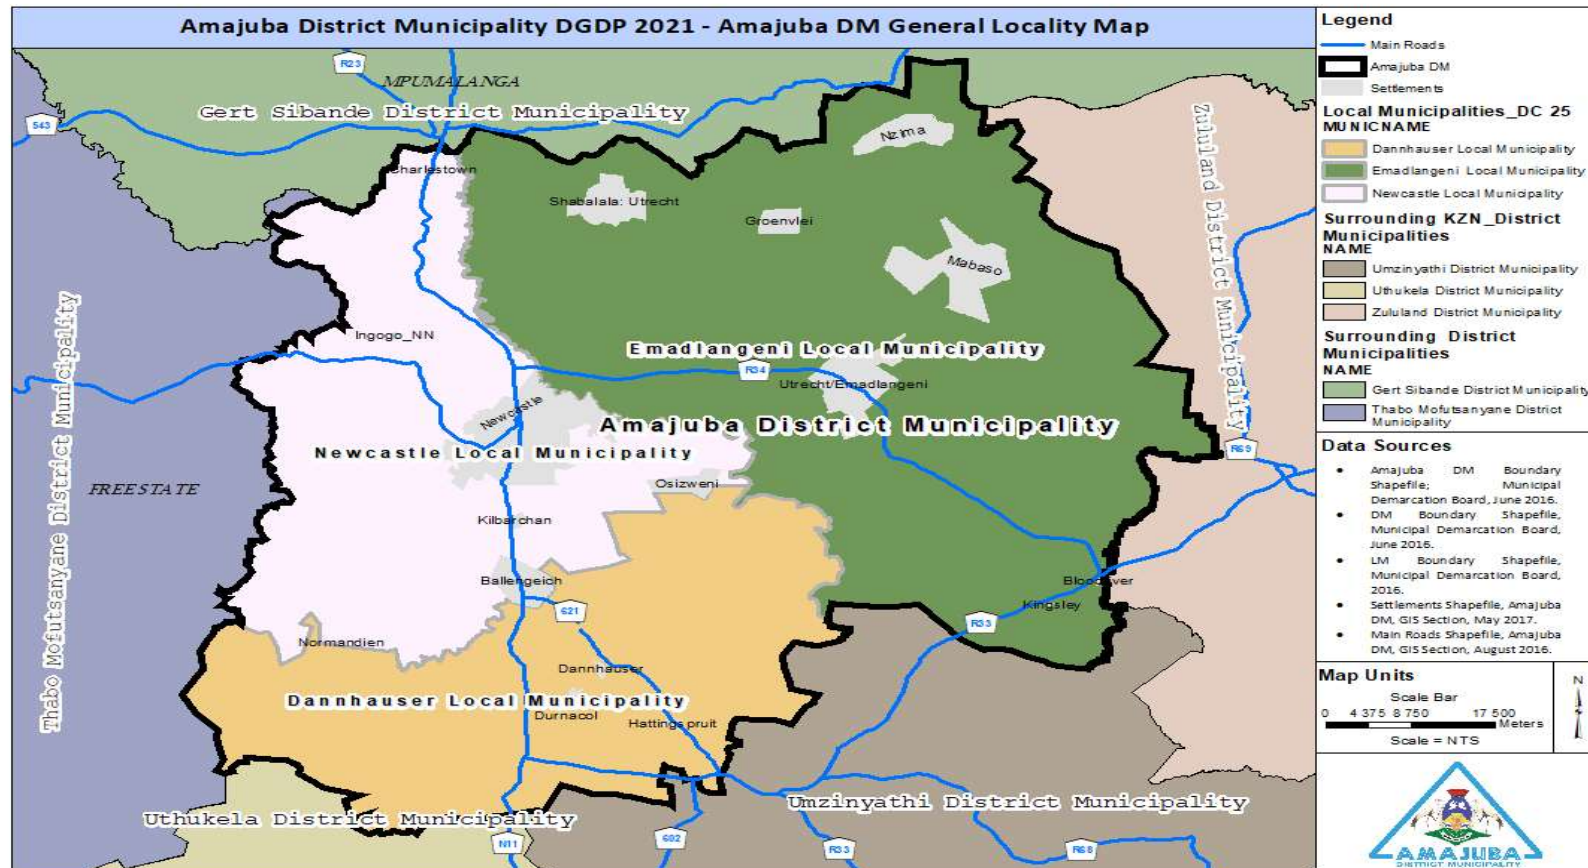 Amajuba District Municipality DGDP 2021 - Amajuba DM General Locality Map
R23
MPUMALANGA
Gert Sibande District Municipality
543
Charlestown
Nzima
Shabalala: Utrecht
Groenvlei
Mabaso
Zululand District Municipality
Ingogo_NN
Emadlangeni Local Municipality
R34
Utrecht/Emadlangeni
Newcastle
Amajuba District Municipality
Newcastle Local Municipality
R69
Osizweni
FREESTATE
Thabo Mofutsanyane District Municipality
Kilbarchan
Ballengeich
Bloodriver
Kingsley
621
R33
Normandien
Dannhauser
Dannhauser Local Municipality
Durnacol
Hattingspruit
Umzinyathi District Municipality
Uthukela District Municipality
N11
602
R33
R68
Legend
Main Roads
Amajuba DM
Settlements
Local Municipalities_DC 25
MUNICNAME
Dannhauser Local Municipality
Emadlangeni Local Municipality
Newcastle Local Municipality
Surrounding KZN_District
Municipalities
NAME
Umzinyathi District Municipality
Uthukela District Municipality
Zululand District Municipality
Surrounding District
Municipalities
NAME
Gert Sibande District Municipality
Thabo Mofutsanyane District
Municipality
Data Sources
• Amajuba DM Boundary
Shapefile; Municipal
Demarcation Board, June 2016.
• DM Boundary Shapefile,
Municipal Demarcation Board,
June 2016.
• LM Boundary Shapefile,
Municipal Demarcation Board,
2016.
• Settlements Shapefile, Amajuba
DM, GIS Section, May 2017.
• Main Roads Shapefile, Amajuba
DM, GIS Section, August 2016.
Map Units
Scale Bar
0 4 375 8 750 17 500
Meters
Scale = NTS
N
AMAJUBA
DISTRICT MUNICIPALITY